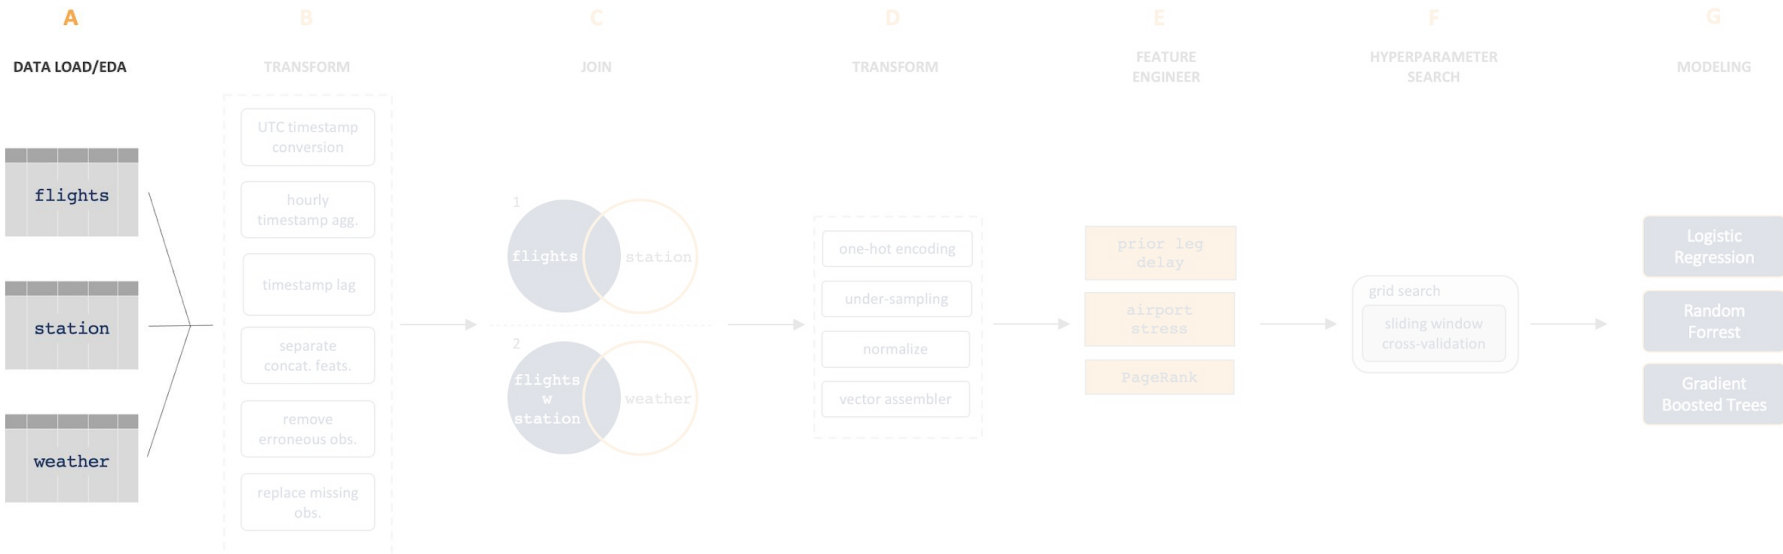 A
DATA LOAD/EDA
flights
station
weather
B
TRANSFORM
UTC timestamp
conversion
hourly
timestamp agg.
timestamp lag
separate
concat. feats.
remove
erroneous obs.
replace missing
obs.
C
JOIN
1
flights
station
2
flights
w
station
weather
D
TRANSFORM
one-hot encoding
under-sampling
normalize
vector assembler
E
FEATURE
ENGINEER
prior leg
delay
airport
stress
PageRank
F
HYPERPARAMETER
SEARCH
grid search
sliding window
cross-validation
G
MODELING
Logistic
Regression
Random
Forrest
Gradient
Boosted Trees